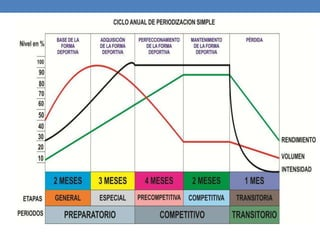 CICLO ANUAL DE PERIODIZACION SIMPLE
Nivel en %
BASE DE LA
FORMA
DEPORTIVA
ADQUISICIÓN
DE LA FORMA
DEPORTIVA
PERFECCIONAMIENTO
DE LA FORMA
DEPORTIVA
MANTENIMIENTO
DE LA FORMA
DEPORTIVA
PÉRDIDA
100
90
80
70
60
50
40
30
20
10
RENDIMIENTO
VOLUMEN
INTENSIDAD
2 MESES 3 MESES 4 MESES 2 MESES 1 MES
ETAPAS GENERAL ESPECIAL PRECOMPETITIVA COMPETITIVA TRANSITORIA
PERIODOS PREPARATORIO COMPETITIVO TRANSITORIO